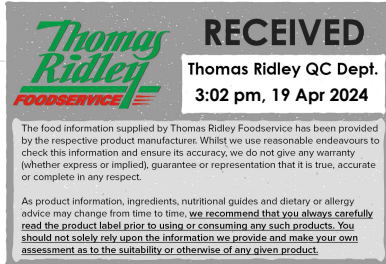 Thomas
Ridley
FOODSERVICE
RECEIVED
Thomas Ridley QC Dept.
3:02 pm, 19 Apr 2024
The food information supplied by Thomas Ridley Foodservice has been provided
by the respective product manufacturer. Whilst we use reasonable endeavours to
check this information and ensure its accuracy, we do not give any warranty
(whether express or implied), guarantee or representation that it is true, accurate
or complete in any respect.
As product information, ingredients, nutritional guides and dietary or allergy
advice may change from time to time, we recommend that you always carefully
read the product label prior to using or consuming any such products. You
should not solely rely upon the information we provide and make your own
assessment as to the suitability or otherwise of any given product.